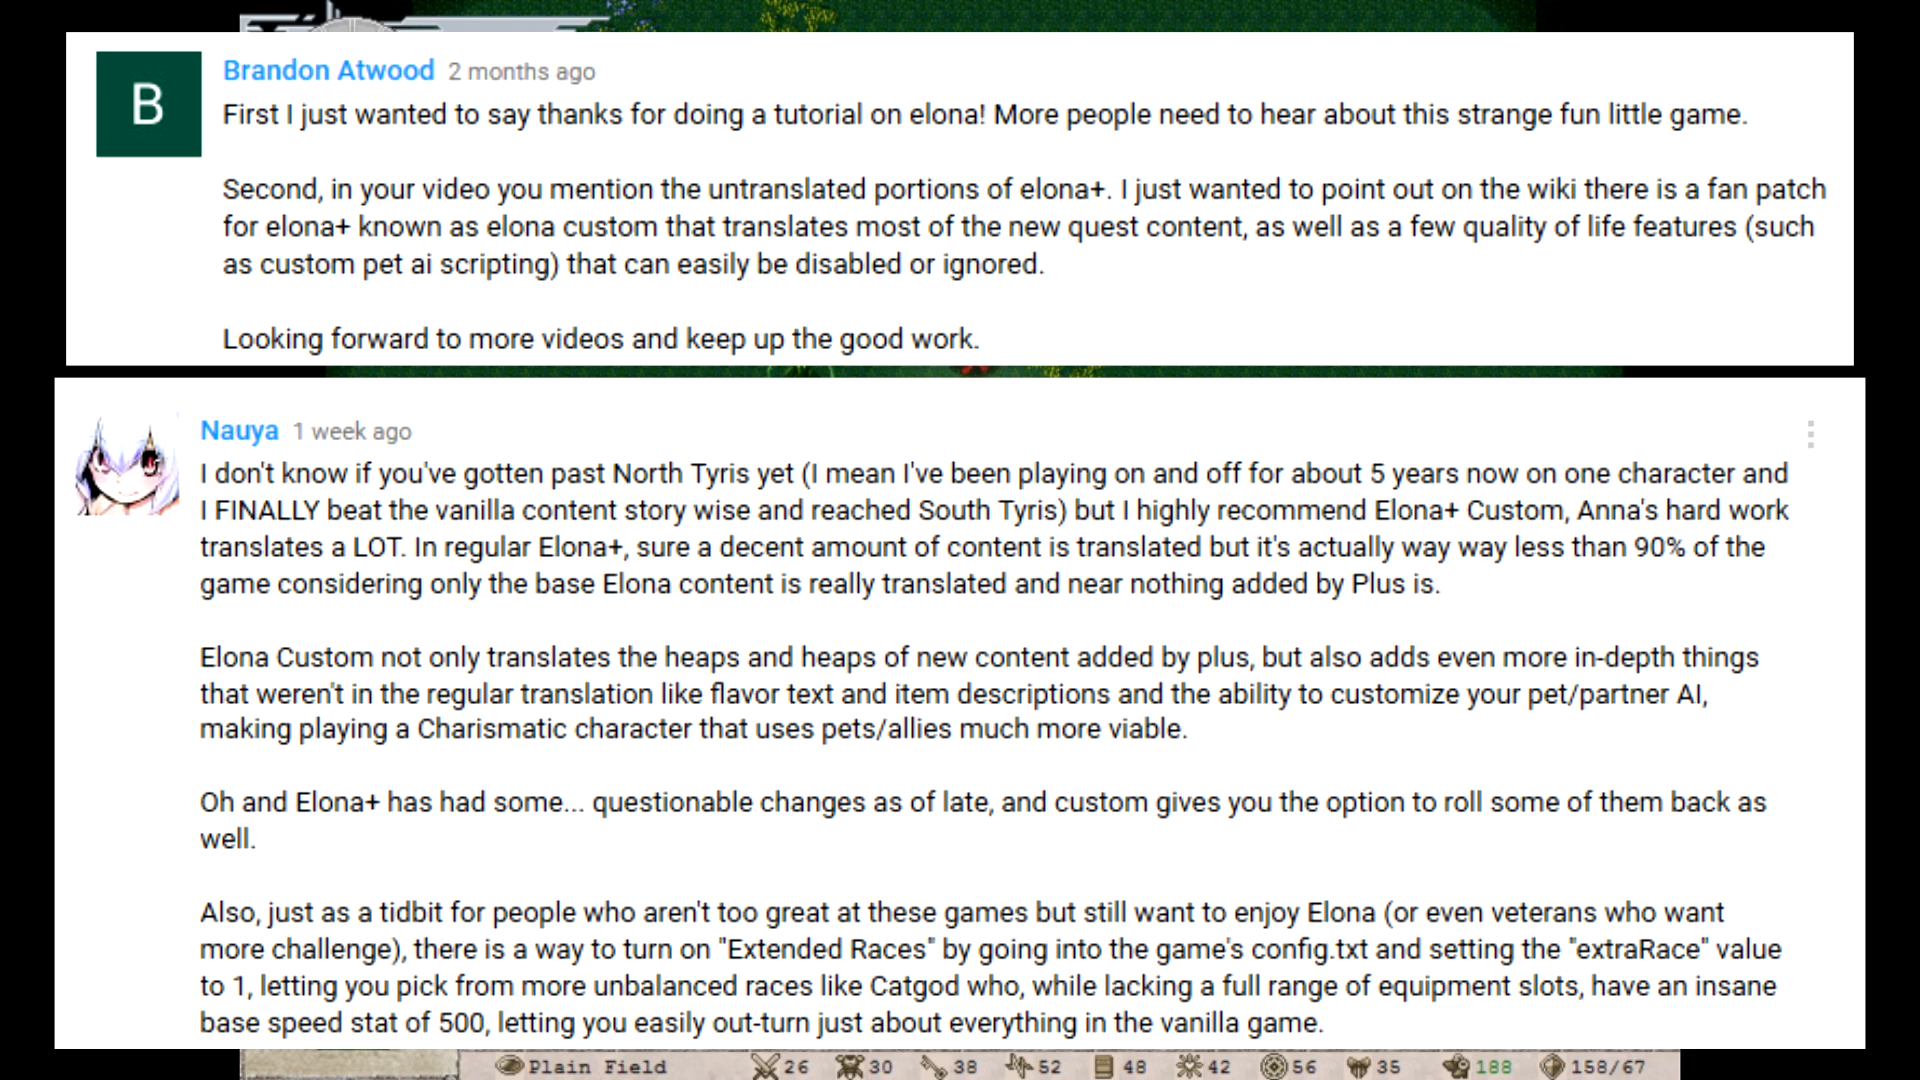 B
Brandon Atwood 2 months ago
First I just wanted to say thanks for doing a tutorial on elona! More people need to hear about this strange fun little game.
Second, in your video you mention the untranslated portions of elona+. I just wanted to point out on the wiki there is a fan patch
for elona+ known as elona custom that translates most of the new quest content, as well as a few quality of life features (such
as custom pet ai scripting) that can easily be disabled or ignored.
Looking forward to more videos and keep up the good work.
Nauya 1 week ago
I don't know if you've gotten past North Tyris yet (I mean I've been playing on and off for about 5 years now on one character and
I FINALLY beat the vanilla content story wise and reached South Tyris) but I highly recommend Elona+ Custom, Anna's hard work
translates a LOT. In regular Elona+, sure a decent amount of content is translated but it's actually way way less than 90% of the
game considering only the base Elona content is really translated and near nothing added by Plus is.
Elona Custom not only translates the heaps and heaps of new content added by plus, but also adds even more in-depth things
that weren't in the regular translation like flavor text and item descriptions and the ability to customize your pet/partner AI,
making playing a Charismatic character that uses pets/allies much more viable.
Oh and Elona+ has had some... questionable changes as of late, and custom gives you the option to roll some of them back as
well.
Also, just as a tidbit for people who aren't too great at these games but still want to enjoy Elona (or even veterans who want
more challenge), there is a way to turn on "Extended Races" by going into the game's config.txt and setting the "extraRace" value
to 1, letting you pick from more unbalanced races like Catgod who, while lacking a full range of equipment slots, have an insane
base speed stat of 500, letting you easily out-turn just about everything in the vanilla game.
Plain Field 26 30 38 52 48 42 56 35 188 158/67